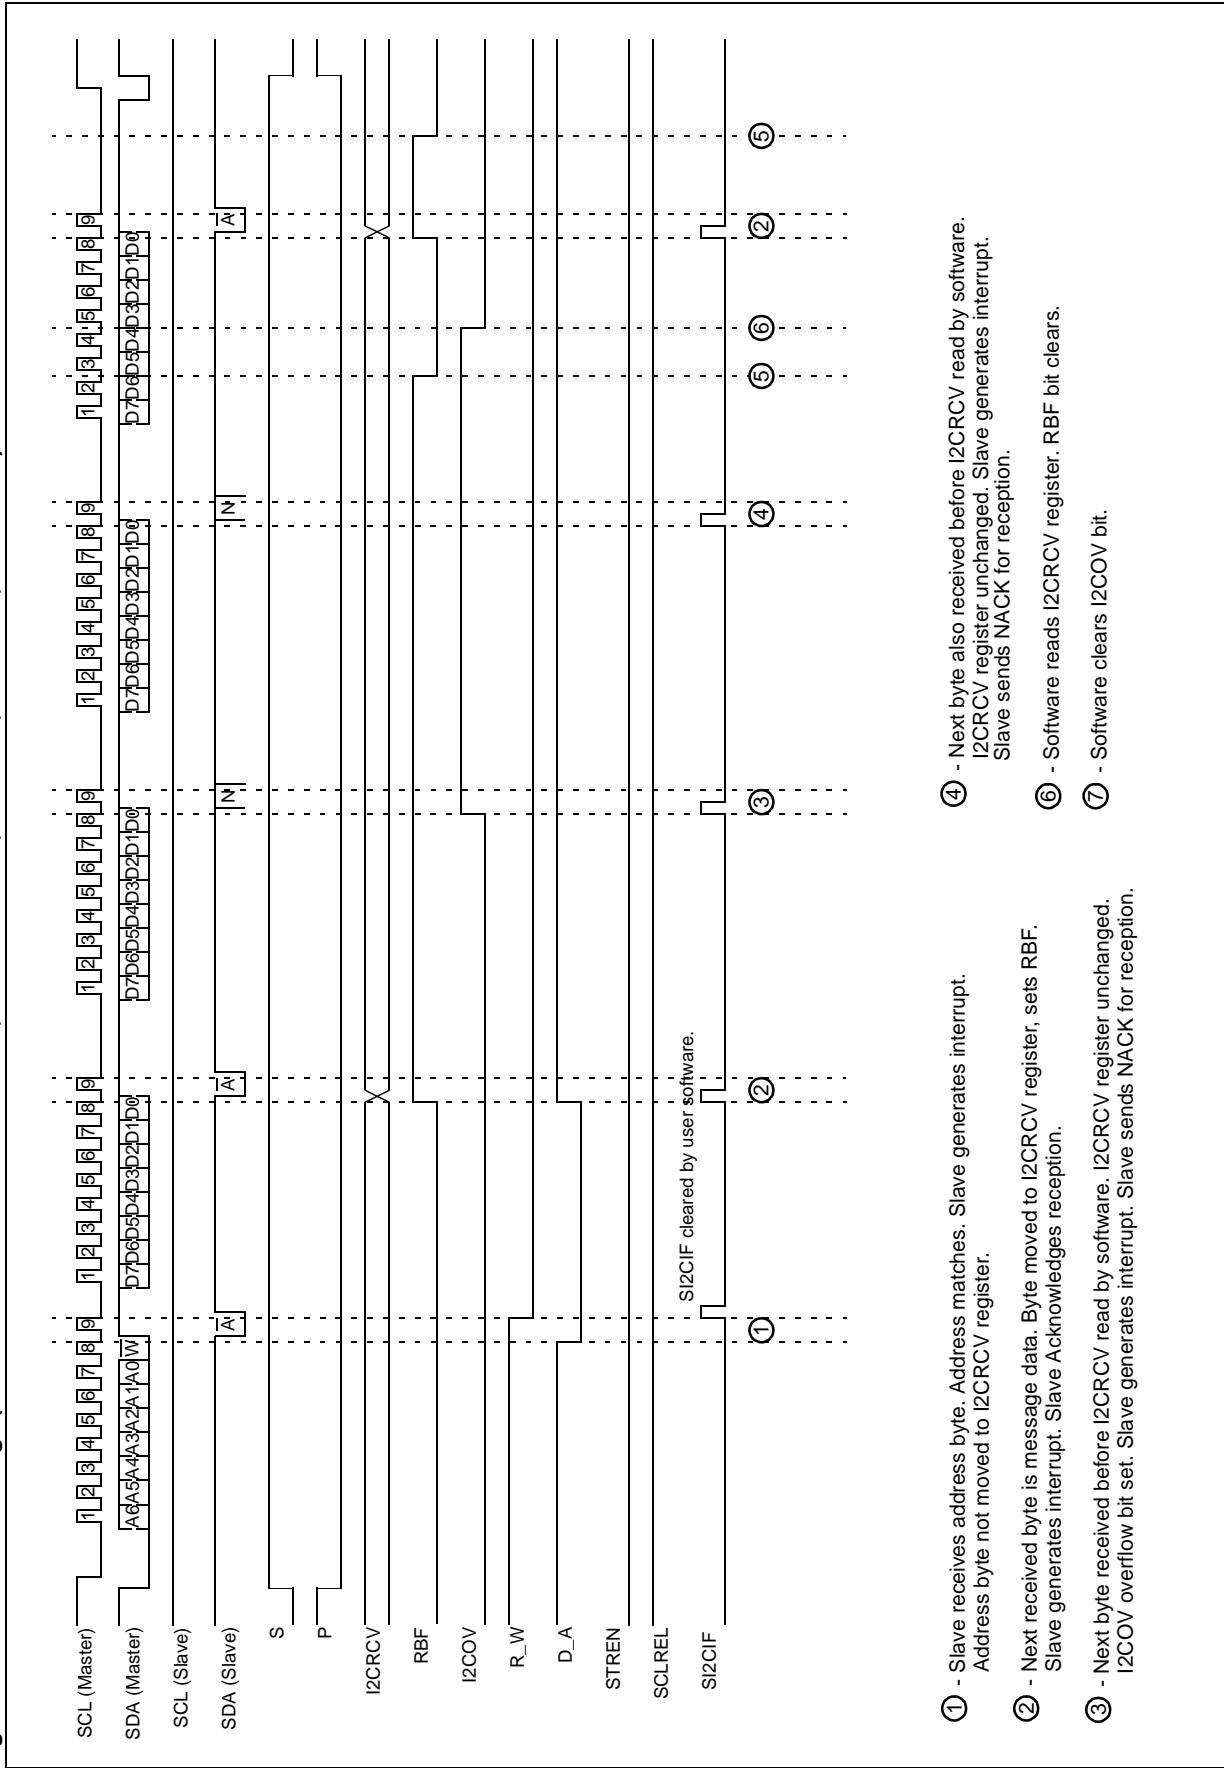 SCL (Master) 1 2 3 4 5 6 7 8 9 1 2 3 4 5 6 7 8 9 1 2 3 4 5 6 7 8 9 1 2 3 4 5 6 7 8 9 1 2 3 4 5 6 7 8 9
SDA (Master) A6 A5 A4 A3 A2 A1 A0 W̅ D7 D6 D5 D4 D3 D2 D1 D0 D7 D6 D5 D4 D3 D2 D1 D0 D7 D6 D5 D4 D3 D2 D1 D0 D7 D6 D5 D4 D3 D2 D1 D0
SCL (Slave)
SDA (Slave) A̅ A̅ N N A̅
S
P
I2CRCV
RBF
I2COV
R_W
D_A
STREN
SCLREL
SI2CIF cleared by user software.
SI2CIF
① ② ③ ④ ⑤ ⑥ ② ⑤
① - Slave receives address byte. Address matches. Slave generates interrupt.
Address byte not moved to I2CRCV register.
② - Next received byte is message data. Byte moved to I2CRCV register, sets RBF.
Slave generates interrupt. Slave Acknowledges reception.
③ - Next byte received before I2CRCV read by software. I2CRCV register unchanged.
I2COV overflow bit set. Slave generates interrupt. Slave sends NACK for reception.
④ - Next byte also received before I2CRCV read by software.
I2CRCV register unchanged. Slave generates interrupt.
Slave sends NACK for reception.
⑥ - Software reads I2CRCV register. RBF bit clears.
⑦ - Software clears I2COV bit.